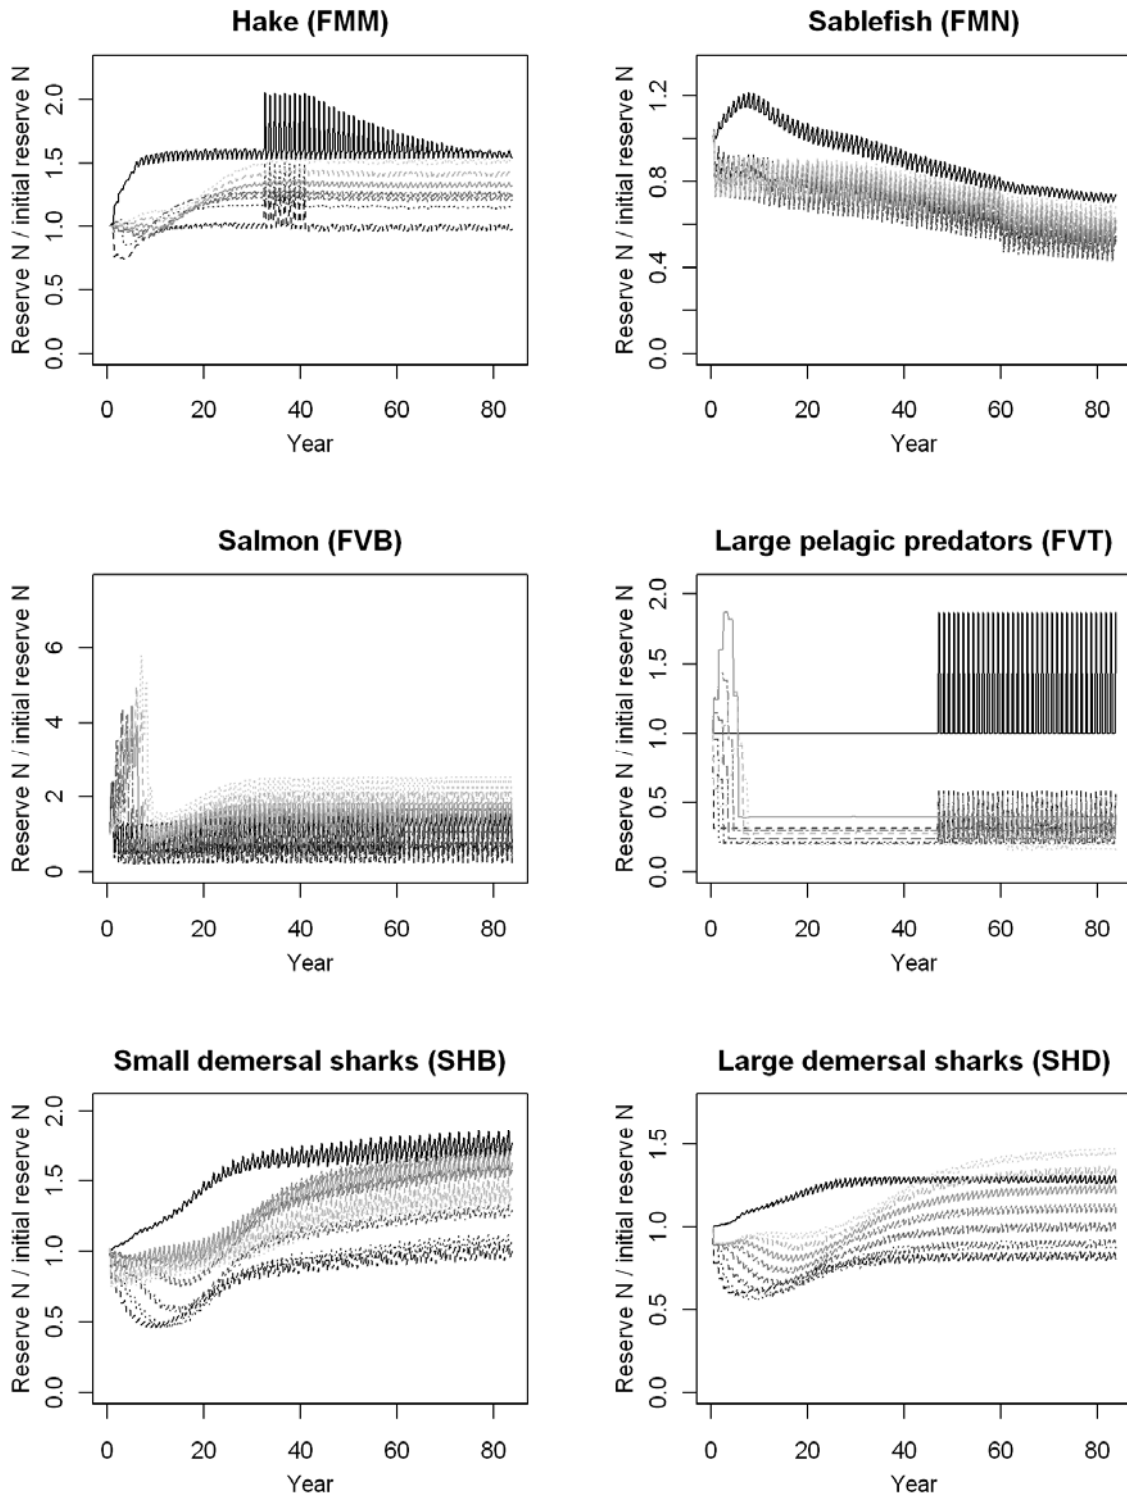 Hake (FMM)
Reserve N / initial reserve N
0.0 0.5 1.0 1.5 2.0
0 20 40 60 80
Year
Sablefish (FMN)
Reserve N / initial reserve N
0.0 0.4 0.8 1.2
0 20 40 60 80
Year
Salmon (FVB)
Reserve N / initial reserve N
0 2 4 6
0 20 40 60 80
Year
Large pelagic predators (FVT)
Reserve N / initial reserve N
0.0 0.5 1.0 1.5 2.0
0 20 40 60 80
Year
Small demersal sharks (SHB)
Reserve N / initial reserve N
0.0 0.5 1.0 1.5 2.0
0 20 40 60 80
Year
Large demersal sharks (SHD)
Reserve N / initial reserve N
0.0 0.5 1.0 1.5
0 20 40 60 80
Year